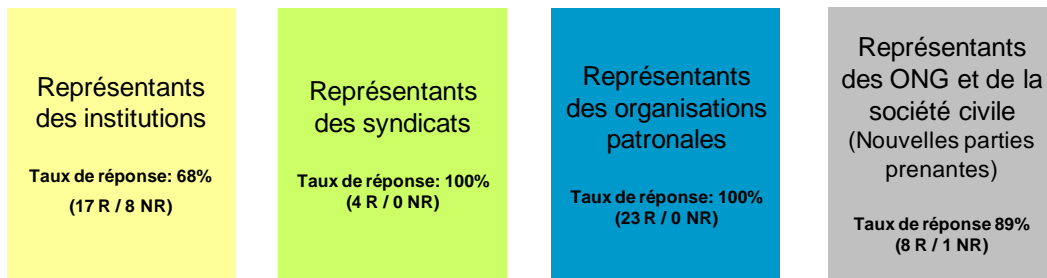 Représentants
des institutions
Taux de réponse: 68%
(17 R / 8 NR)
Représentants
des syndicats
Taux de réponse: 100%
(4 R / 0 NR)
Représentants
des organisations
patronales
Taux de réponse: 100%
(23 R / 0 NR)
Représentants
des ONG et de la
société civile
(Nouvelles parties
prenantes)
Taux de réponse 89%
(8 R / 1 NR)